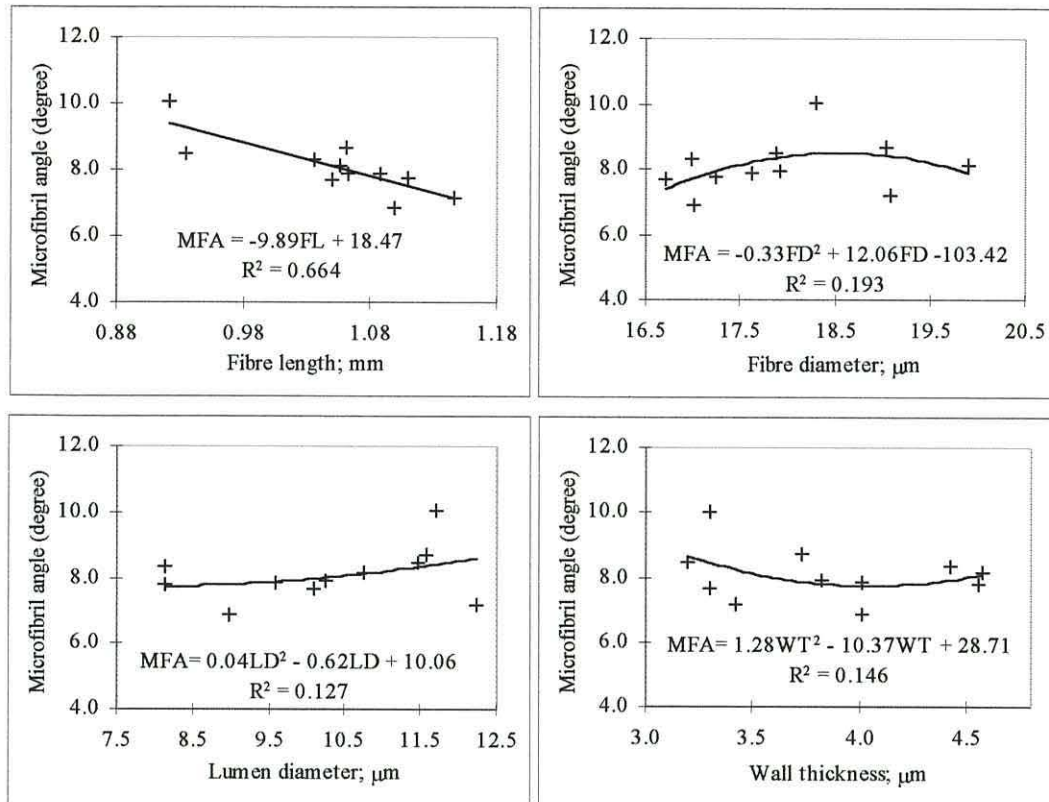 12.0
10.0
8.0
6.0
4.0
Microfibril angle (degree)
MFA = -9.89FL + 18.47
R² = 0.664
0.88 0.98 1.08 1.18
Fibre length; mm
12.0
10.0
8.0
6.0
4.0
Microfibril angle (degree)
MFA = -0.33FD² + 12.06FD -103.42
R² = 0.193
16.5 17.5 18.5 19.5 20.5
Fibre diameter; μm
12.0
10.0
8.0
6.0
4.0
Microfibril angle (degree)
MFA= 0.04LD² - 0.62LD + 10.06
R² = 0.127
7.5 8.5 9.5 10.5 11.5 12.5
Lumen diameter; μm
12.0
10.0
8.0
6.0
4.0
Microfibril angle (degree)
MFA= 1.28WT² - 10.37WT + 28.71
R² = 0.146
3.0 3.5 4.0 4.5
Wall thickness; μm